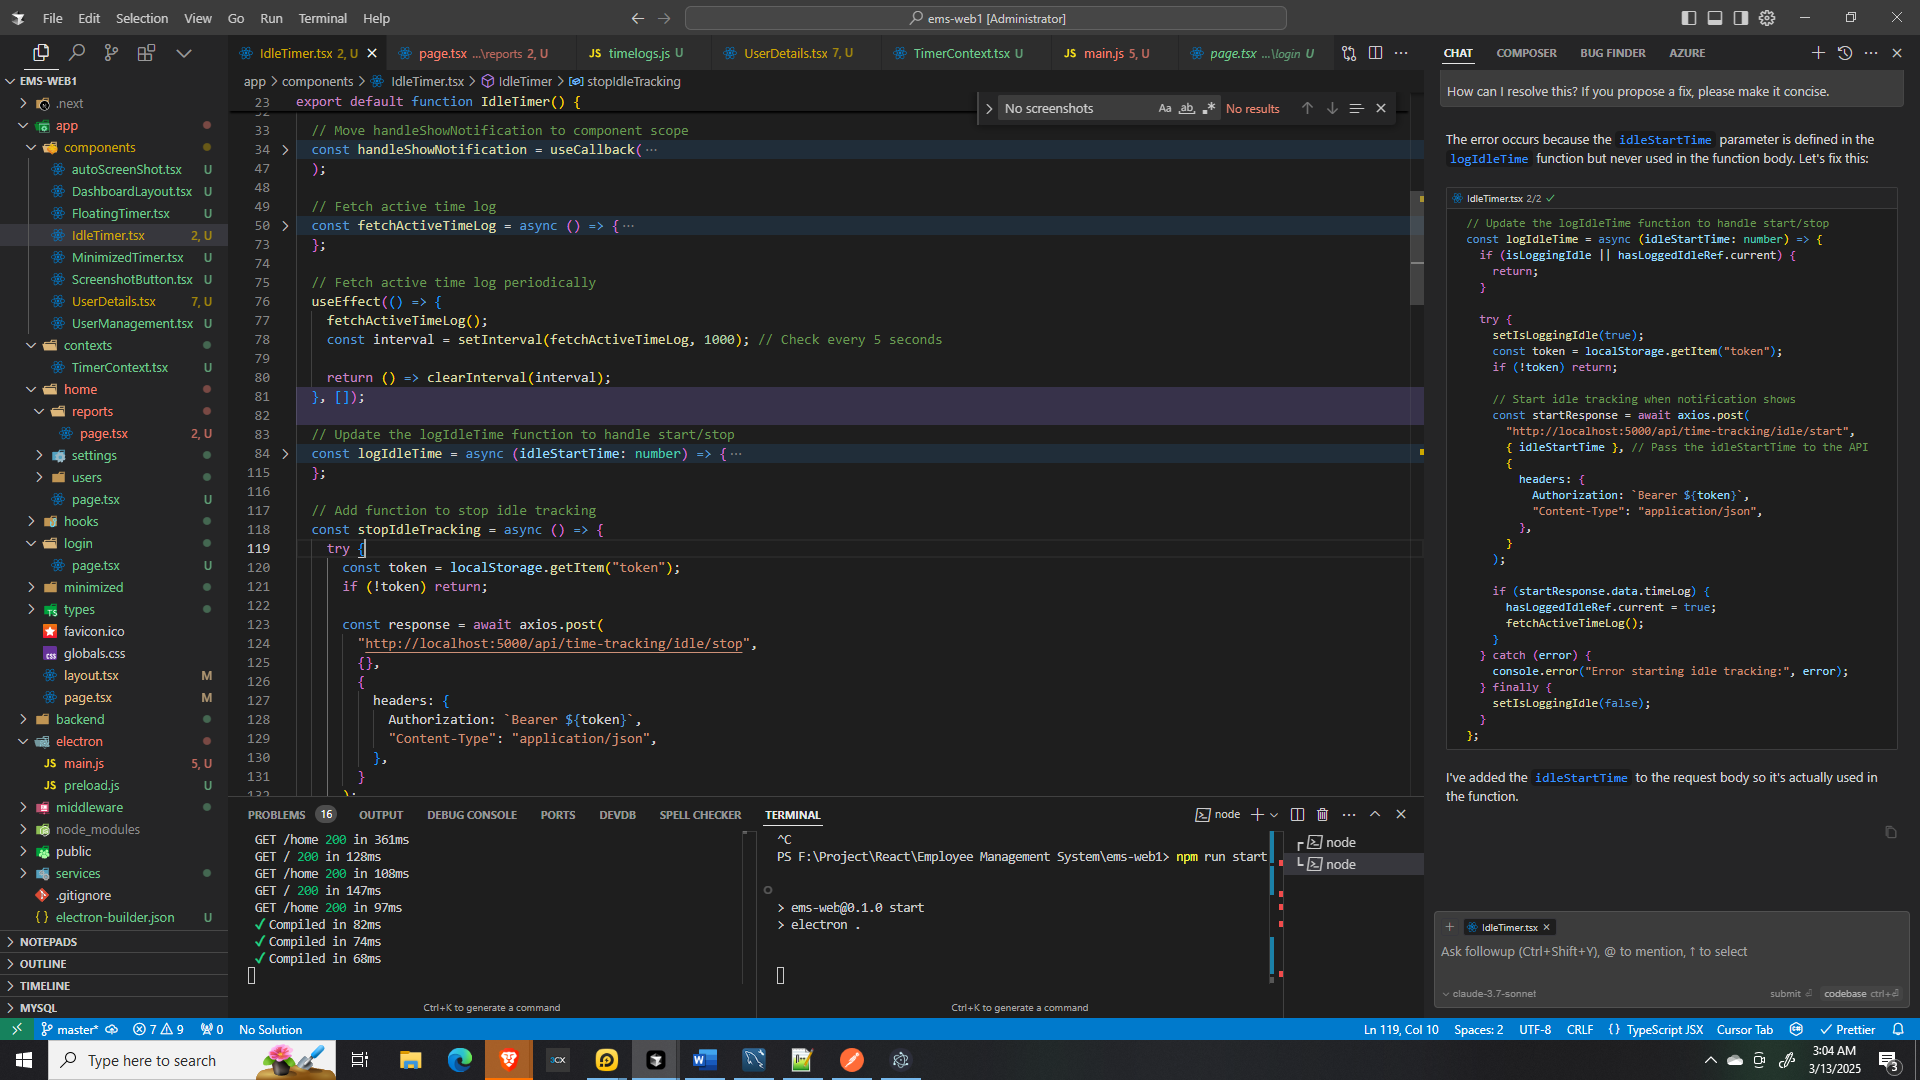 File Edit Selection View Go Run Terminal Help
ems-web1 [Administrator]
IdleTimer.tsx 2, U
page.tsx ...\reports 2, U
timelogs.js U
UserDetails.tsx 7, U
TimerContext.tsx U
main.js 5, U
page.tsx ...\login U
app > components > IdleTimer.tsx > IdleTimer > stopIdleTracking
EMS-WEB1
.next
app
components
autoScreenShot.tsx U
DashboardLayout.tsx U
FloatingTimer.tsx U
IdleTimer.tsx 2, U
MinimizedTimer.tsx U
ScreenshotButton.tsx U
UserDetails.tsx 7, U
UserManagement.tsx U
contexts
TimerContext.tsx U
home
reports
page.tsx 2, U
settings
users
page.tsx U
hooks
login
page.tsx U
minimized
types
favicon.ico
globals.css
layout.tsx M
page.tsx M
backend
electron
main.js 5, U
preload.js U
middleware
node_modules
public
services
.gitignore
electron-builder.json U
NOTEPADS
OUTLINE
TIMELINE
MYSQL
No screenshots Aa ab .* No results
23 export default function IdleTimer() {
32
33 // Move handleShowNotification to component scope
34 const handleShowNotification = useCallback( ...
47 );
48
49 // Fetch active time log
50 const fetchActiveTimeLog = async () => { ...
73 };
74
75 // Fetch active time log periodically
76 useEffect(() => {
77 fetchActiveTimeLog();
78 const interval = setInterval(fetchActiveTimeLog, 1000); // Check every 5 seconds
79
80 return () => clearInterval(interval);
81 }, []);
82
83 // Update the logIdleTime function to handle start/stop
84 const logIdleTime = async (idleStartTime: number) => { ...
115 };
116
117 // Add function to stop idle tracking
118 const stopIdleTracking = async () => {
119 try {
120 const token = localStorage.getItem("token");
121 if (!token) return;
122
123 const response = await axios.post(
124 "http://localhost:5000/api/time-tracking/idle/stop",
125 {},
126 {
127 headers: {
128 Authorization: `Bearer ${token}`,
129 "Content-Type": "application/json",
130 },
131 }
132 );
PROBLEMS 16 OUTPUT DEBUG CONSOLE PORTS DEVDB SPELL CHECKER TERMINAL
node
GET /home 200 in 361ms
GET / 200 in 128ms
GET /home 200 in 108ms
GET / 200 in 147ms
GET /home 200 in 97ms
✓ Compiled in 82ms
✓ Compiled in 74ms
✓ Compiled in 68ms
Ctrl+K to generate a command
^C
PS F:\Project\React\Employee Management System\ems-web1> npm run start
> ems-web@0.1.0 start
> electron .
Ctrl+K to generate a command
node
node
CHAT COMPOSER BUG FINDER AZURE
How can I resolve this? If you propose a fix, please make it concise.
The error occurs because the idleStartTime parameter is defined in the
logIdleTime function but never used in the function body. Let's fix this:
IdleTimer.tsx 2/2 ✓
// Update the logIdleTime function to handle start/stop
const logIdleTime = async (idleStartTime: number) => {
if (isLoggingIdle || hasLoggedIdleRef.current) {
return;
}
try {
setIsLoggingIdle(true);
const token = localStorage.getItem("token");
if (!token) return;
// Start idle tracking when notification shows
const startResponse = await axios.post(
"http://localhost:5000/api/time-tracking/idle/start",
{ idleStartTime }, // Pass the idleStartTime to the API
{
headers: {
Authorization: `Bearer ${token}`,
"Content-Type": "application/json",
},
}
);
if (startResponse.data.timeLog) {
hasLoggedIdleRef.current = true;
fetchActiveTimeLog();
}
} catch (error) {
console.error("Error starting idle tracking:", error);
} finally {
setIsLoggingIdle(false);
}
};
I've added the idleStartTime to the request body so it's actually used in
the function.
IdleTimer.tsx
Ask followup (Ctrl+Shift+Y), @ to mention, ↑ to select
claude-3.7-sonnet submit codebase ctrl+
master* 7 9 0 No Solution
Ln 119, Col 10 Spaces: 2 UTF-8 CRLF {} TypeScript JSX Cursor Tab Prettier
Type here to search
3:04 AM
3/13/2025
3